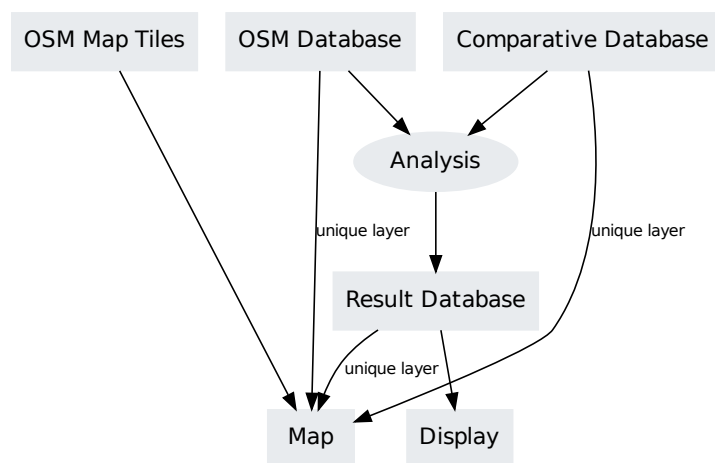 OSM Map Tiles
OSM Database
Comparative Database
Analysis
unique layer
unique layer
Result Database
unique layer
Map
Display